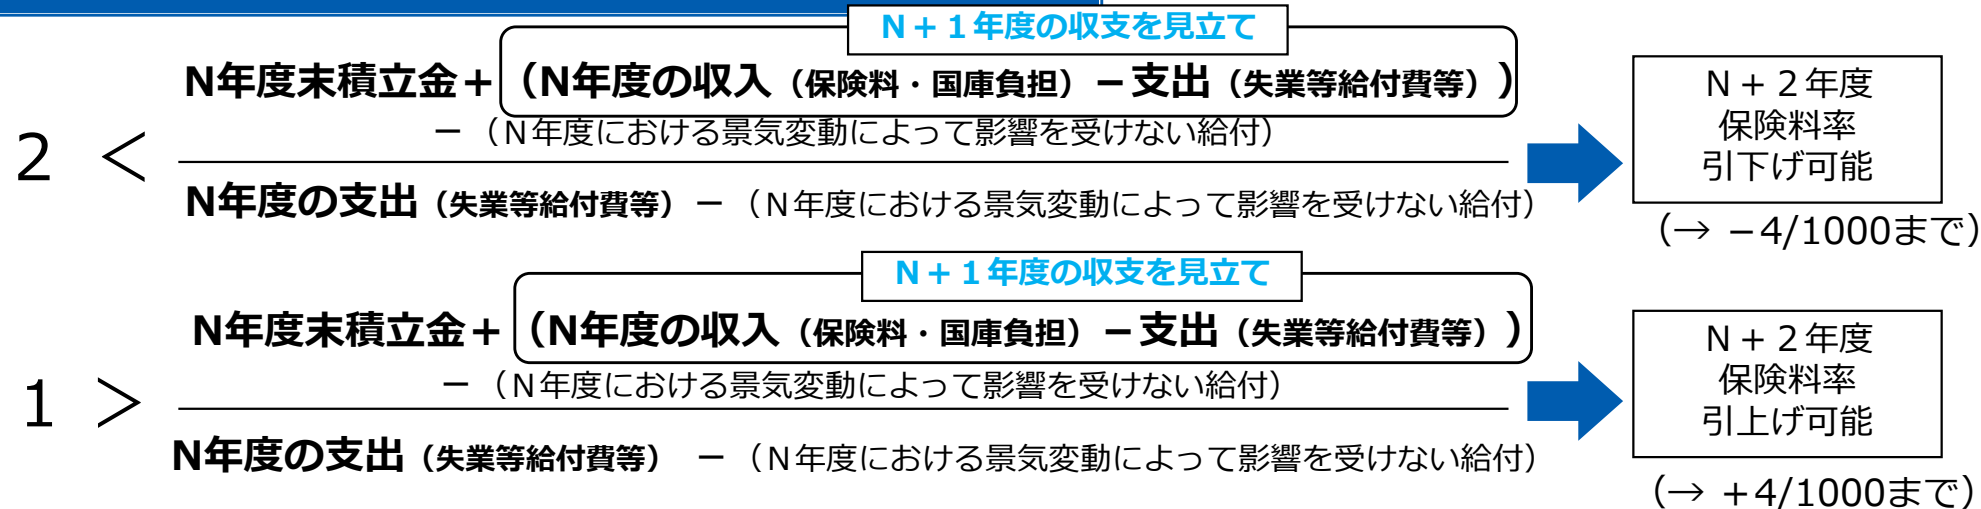 N+1年度の収支を見立て
N年度末積立金+（N年度の収入（保険料・国庫負担）－支出（失業等給付費等））
－（N年度における景気変動によって影響を受けない給付）
2 ＜
N年度の支出（失業等給付費等）－（N年度における景気変動によって影響を受けない給付）
N+2年度
保険料率
引下げ可能
（→ －4/1000まで）
N+1年度の収支を見立て
N年度末積立金+（N年度の収入（保険料・国庫負担）－支出（失業等給付費等））
－（N年度における景気変動によって影響を受けない給付）
1 ＞
N年度の支出（失業等給付費等） －（N年度における景気変動によって影響を受けない給付）
N+2年度
保険料率
引上げ可能
（→ +4/1000まで）